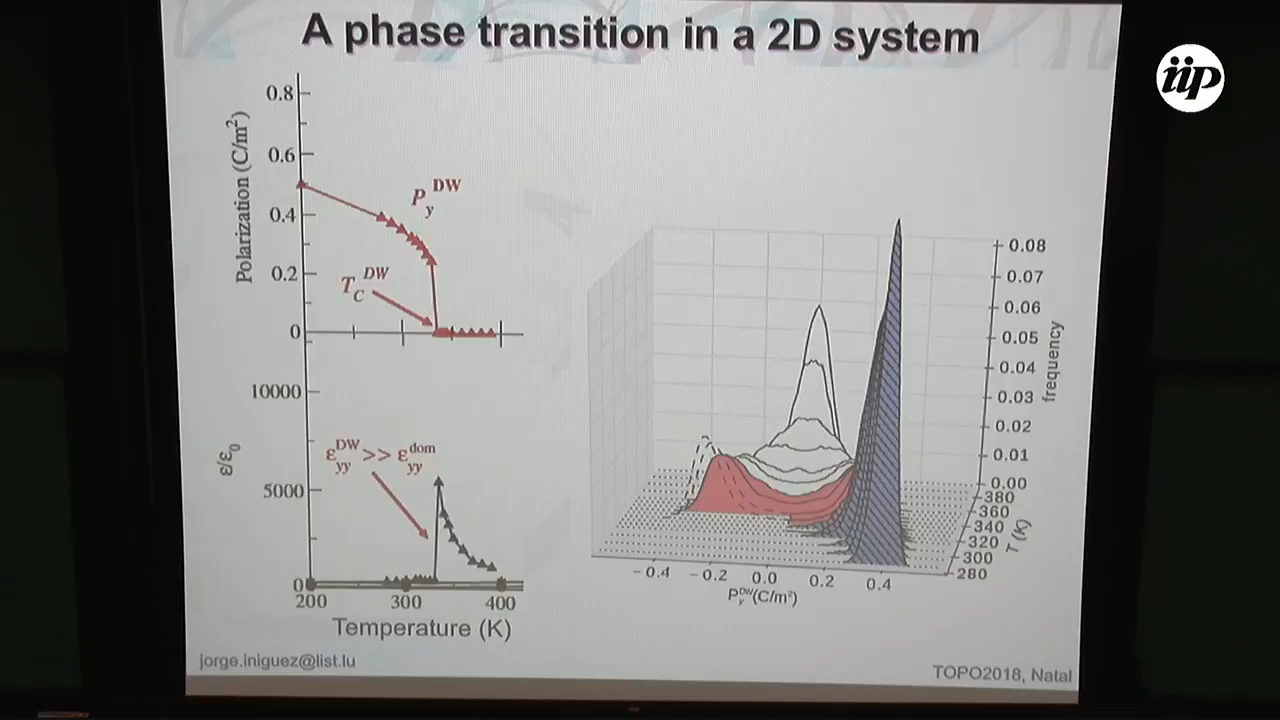 A phase transition in a 2D system
iip
0.8
0.6
0.4
0.2
0
Polarization (C/m²)
P_y^DW
T_C^DW
10000
5000
0
ε/ε₀
ε_yy^DW >> ε_yy^dom
200 300 400
Temperature (K)
0.08
0.07
0.06
0.05
0.04
0.03
0.02
0.01
0.00
frequency
380
360
340
320
300
280
T (K)
-0.4 -0.2 0.0 0.2 0.4
P_y^DW(C/m²)
jorge.iniguez@list.lu
TOPO2018, Natal